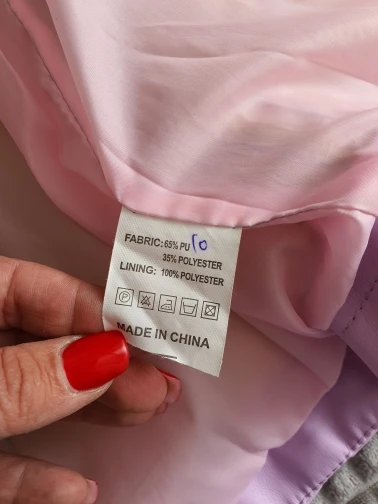 FABRIC: 65% PU 10
35% POLYESTER
LINING: 100% POLYESTER
P
MADE IN CHINA